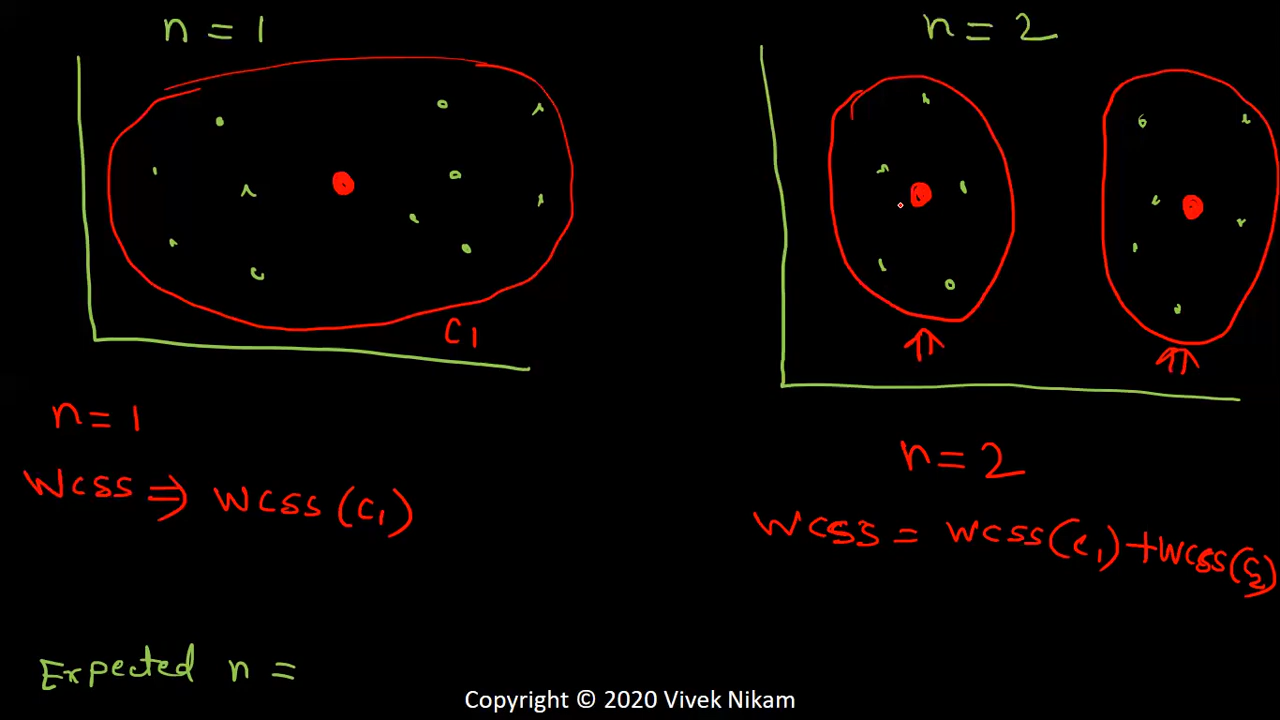 n = 1
n = 2
C1
n = 1
WCSS ⇒ WCSS (C1)
n = 2
WCSS = WCSS(C1) + WCSS(C2)
Expected n =
Copyright © 2020 Vivek Nikam